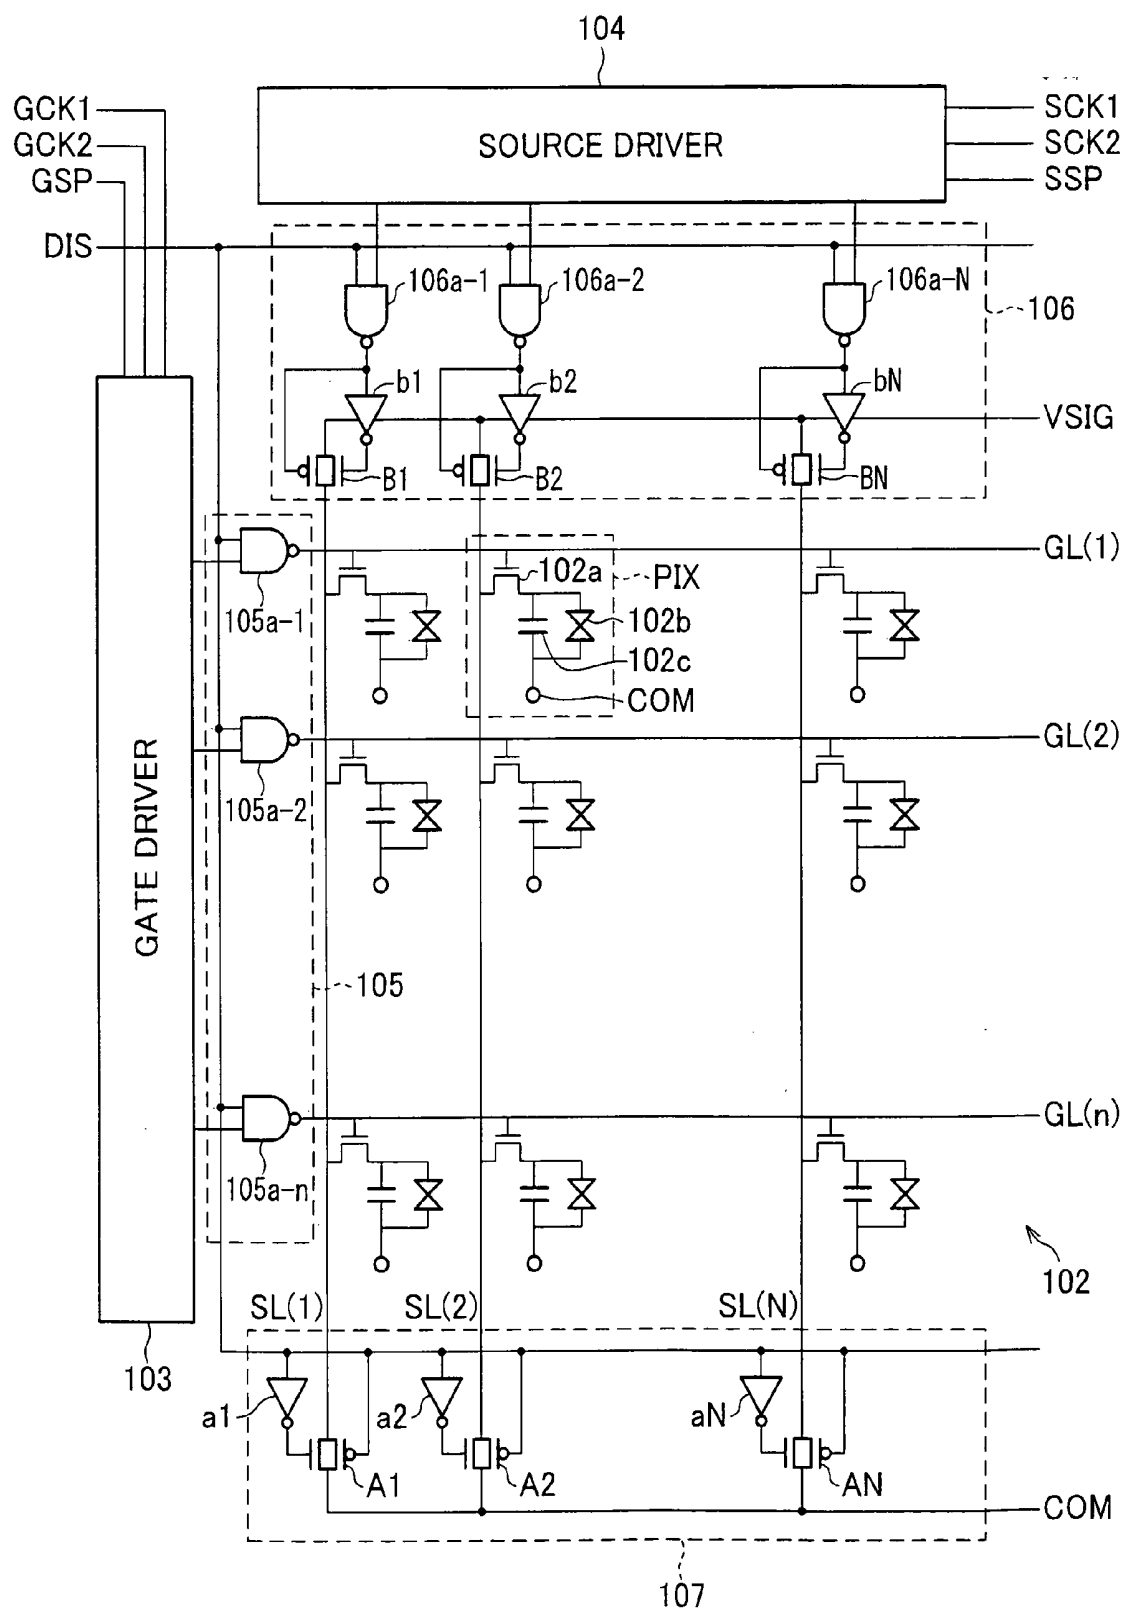 104
GCK1
GCK2
GSP
DIS
SOURCE DRIVER
SCK1
SCK2
SSP
106a-1
106a-2
106a-N
106
b1
b2
bN
VSIG
B1
B2
BN
GL(1)
105a-1
102a
PIX
102b
102c
COM
GL(2)
105a-2
GATE DRIVER
105
GL(n)
105a-n
102
SL(1)
SL(2)
SL(N)
103
a1
a2
aN
A1
A2
AN
COM
107